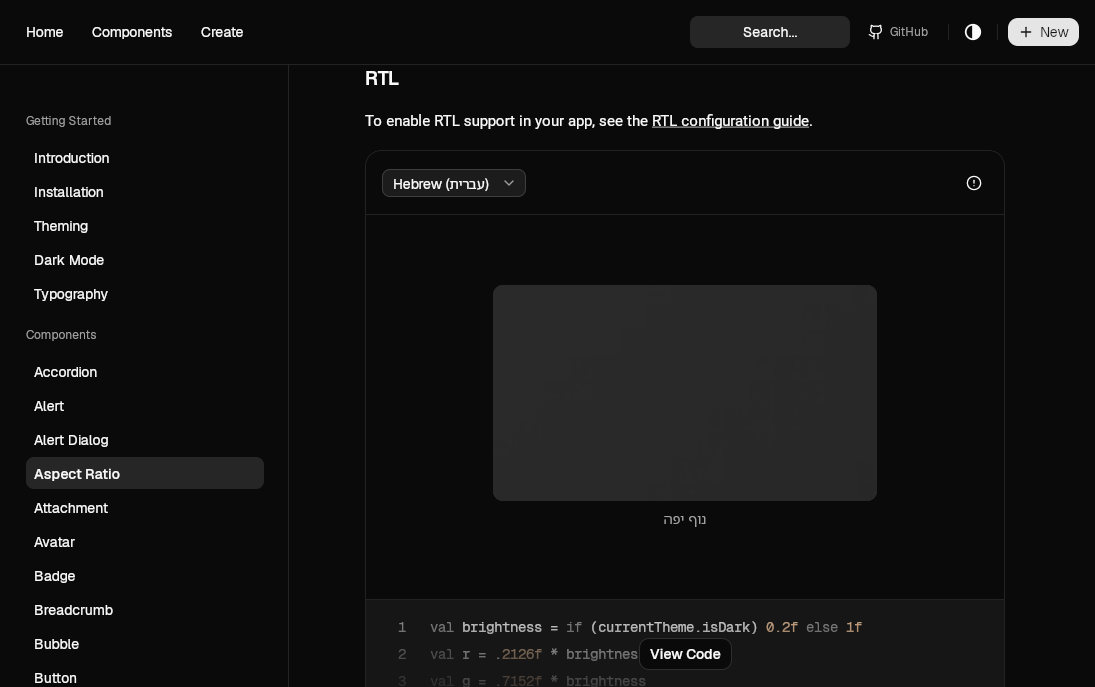 Home
Components
Create
Search...
GitHub
New
Getting Started
Introduction
Installation
Theming
Dark Mode
Typography
Components
Accordion
Alert
Alert Dialog
Aspect Ratio
Attachment
Avatar
Badge
Breadcrumb
Bubble
Button
RTL
To enable RTL support in your app, see the RTL configuration guide.
Hebrew (עברית)
נוף יפה
1 val brightness = if (currentTheme.isDark) 0.2f else 1f
2 val r = .2126f * brightnes
View Code
3 val g = .7152f * brightness